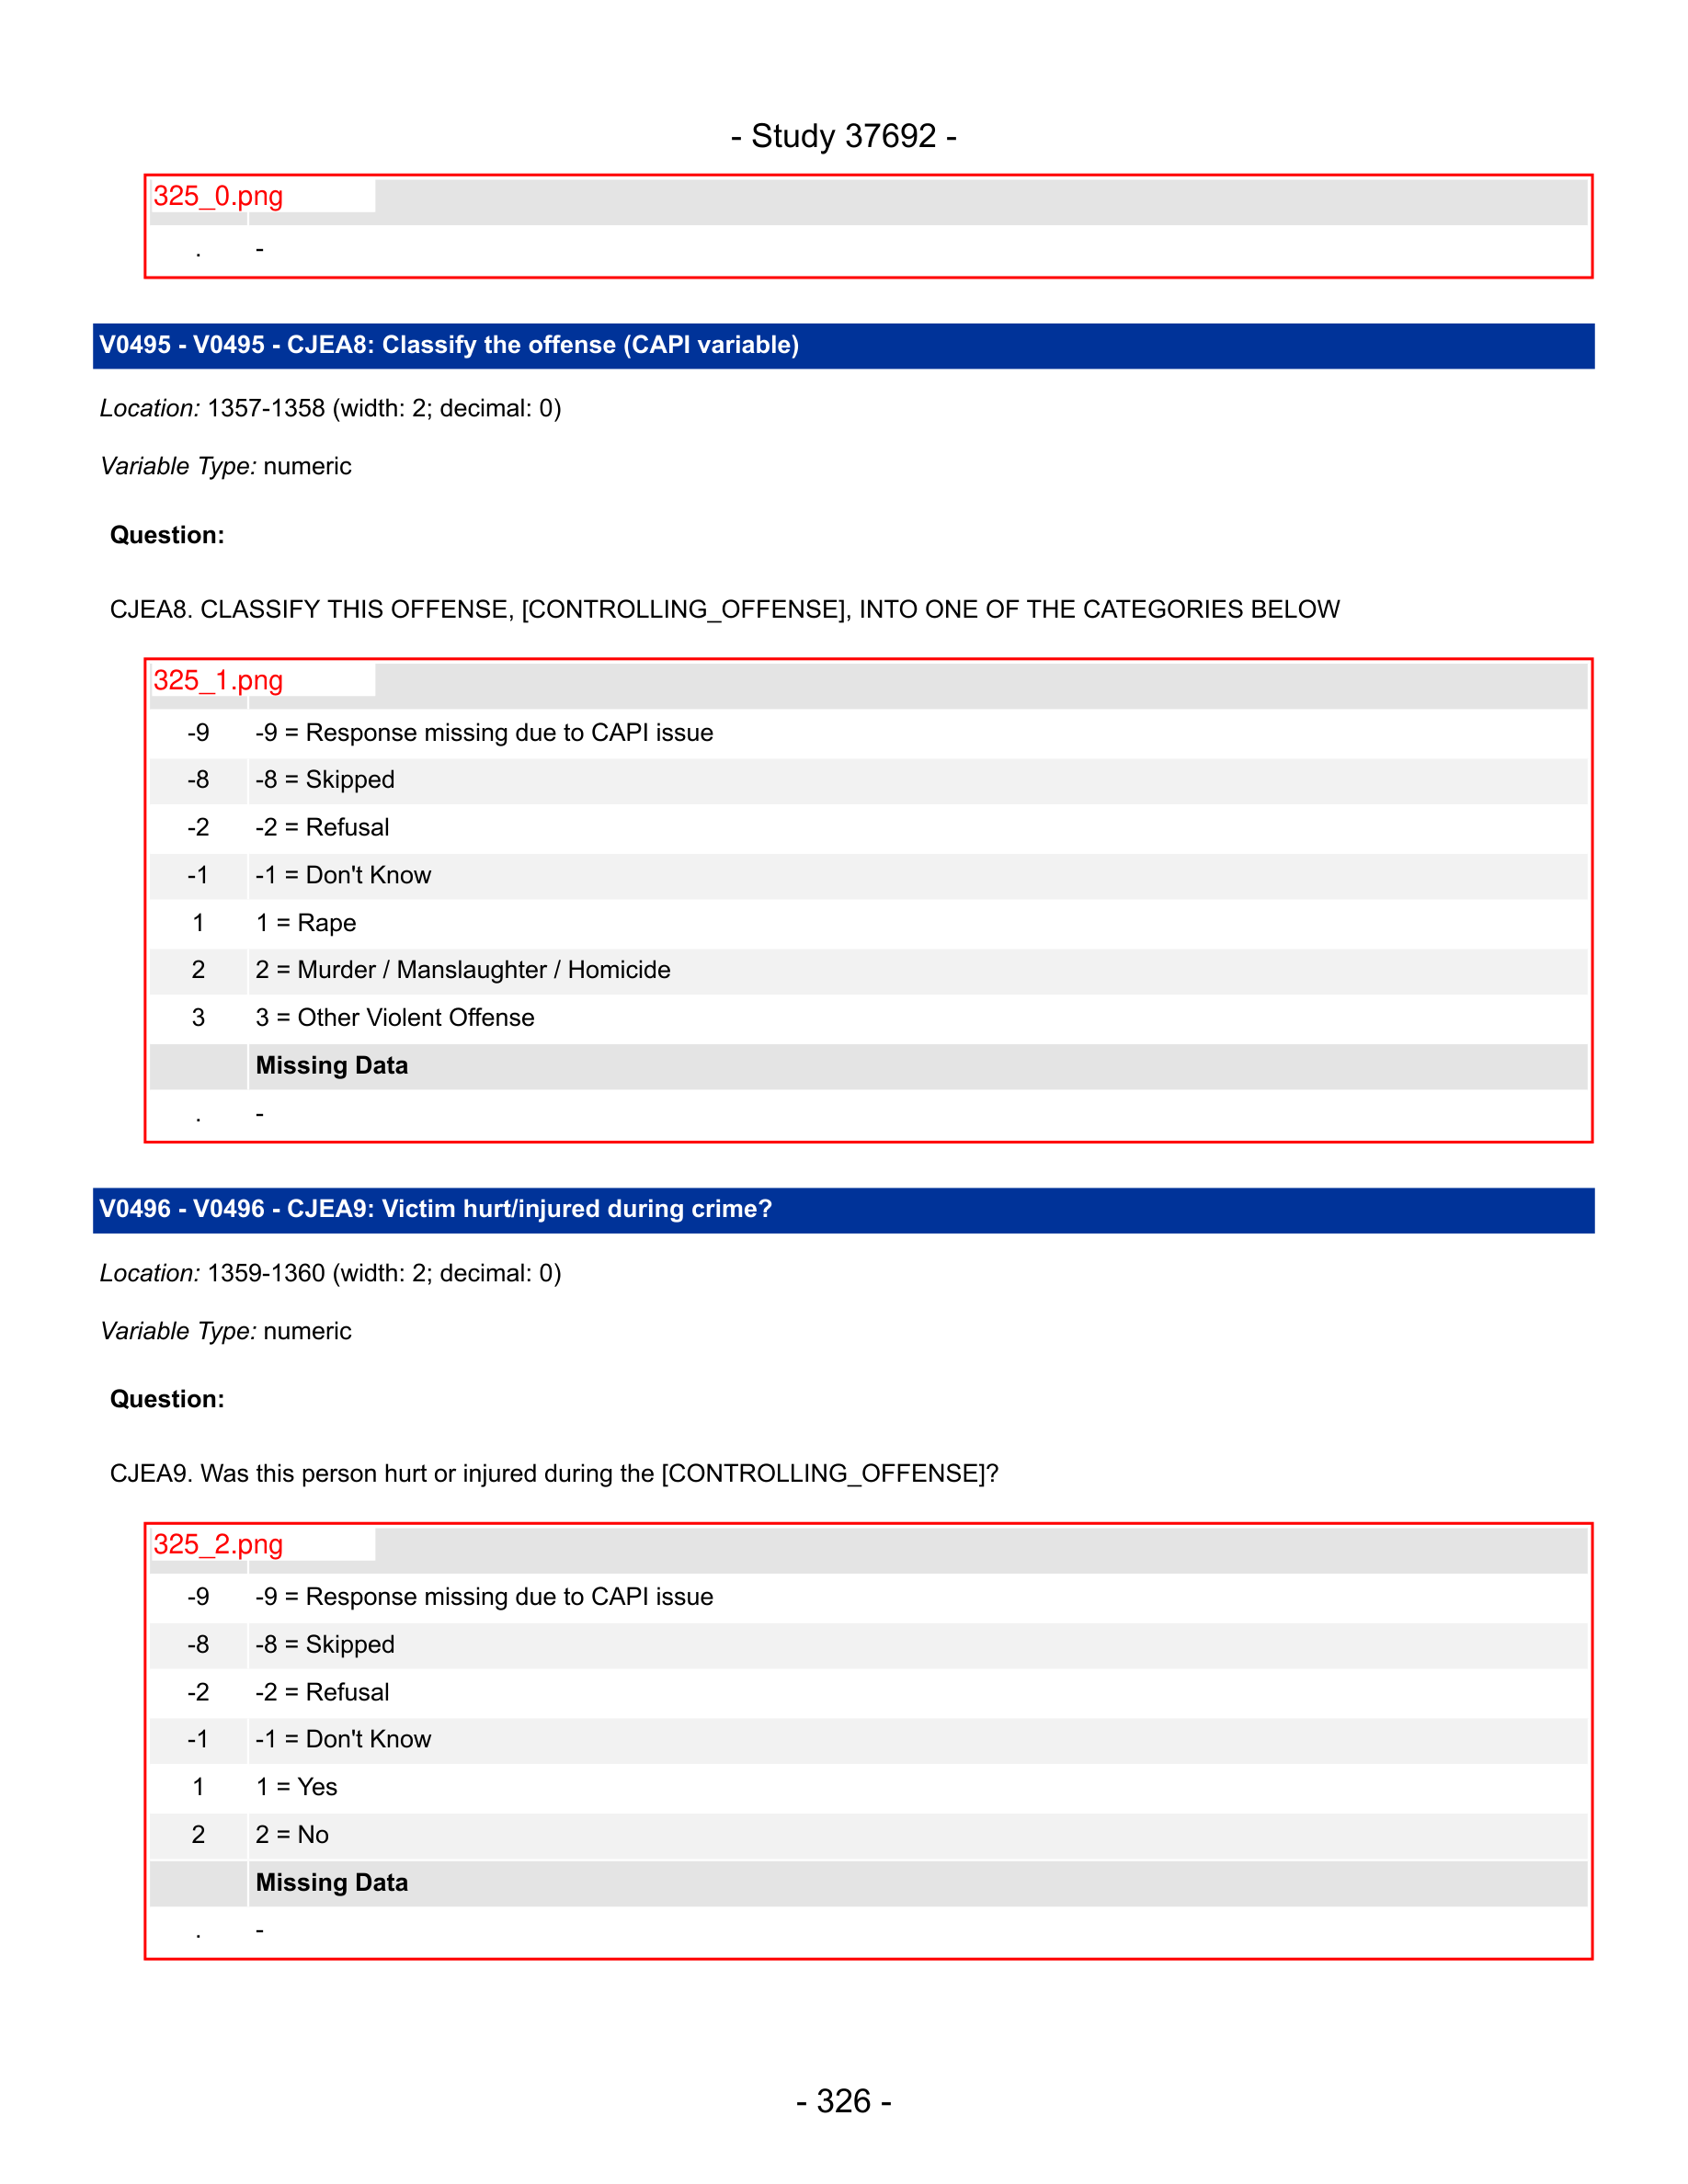 - Study 37692 -
325_0.png
. -
V0495 - V0495 - CJEA8: Classify the offense (CAPI variable)
Location: 1357-1358 (width: 2; decimal: 0)
Variable Type: numeric
Question:
CJEA8. CLASSIFY THIS OFFENSE, [CONTROLLING_OFFENSE], INTO ONE OF THE CATEGORIES BELOW
325_1.png
-9 -9 = Response missing due to CAPI issue
-8 -8 = Skipped
-2 -2 = Refusal
-1 -1 = Don't Know
1 1 = Rape
2 2 = Murder / Manslaughter / Homicide
3 3 = Other Violent Offense
Missing Data
. -
V0496 - V0496 - CJEA9: Victim hurt/injured during crime?
Location: 1359-1360 (width: 2; decimal: 0)
Variable Type: numeric
Question:
CJEA9. Was this person hurt or injured during the [CONTROLLING_OFFENSE]?
325_2.png
-9 -9 = Response missing due to CAPI issue
-8 -8 = Skipped
-2 -2 = Refusal
-1 -1 = Don't Know
1 1 = Yes
2 2 = No
Missing Data
. -
- 326 -